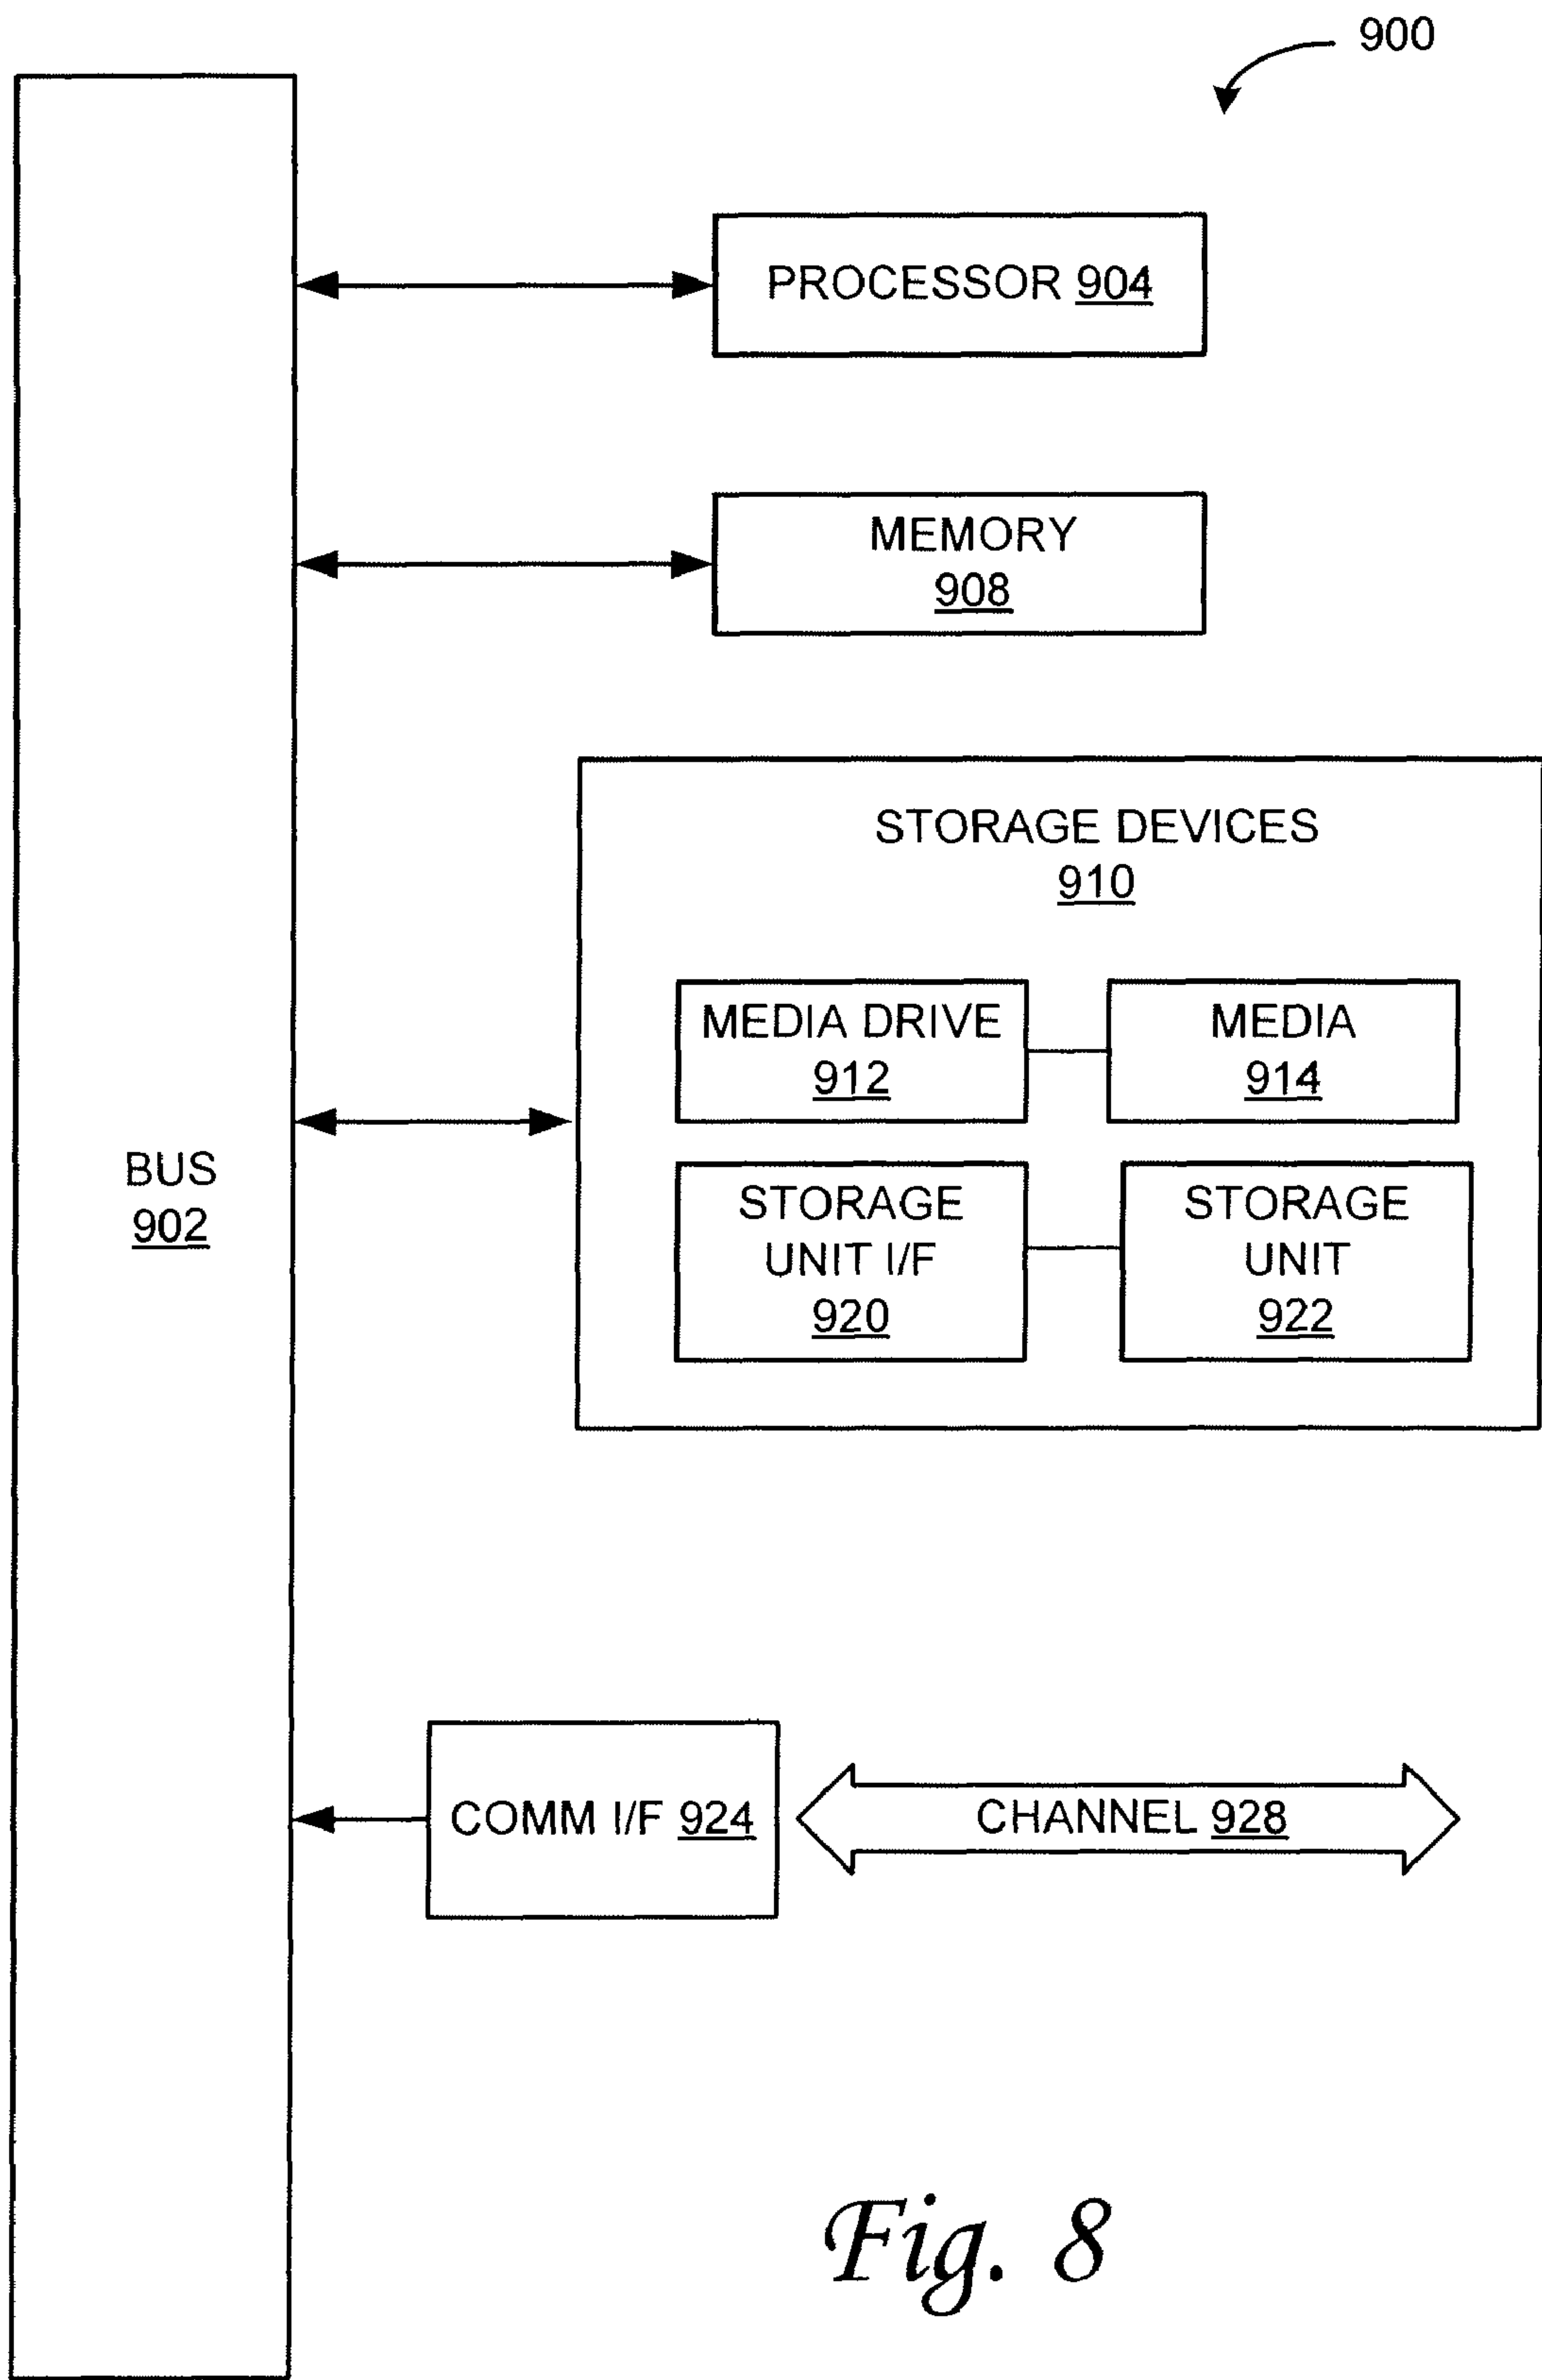 900
PROCESSOR 904
MEMORY
908
STORAGE DEVICES
910
MEDIA DRIVE
912
MEDIA
914
BUS
902
STORAGE
UNIT I/F
920
STORAGE
UNIT
922
COMM I/F 924
CHANNEL 928
Fig. 8